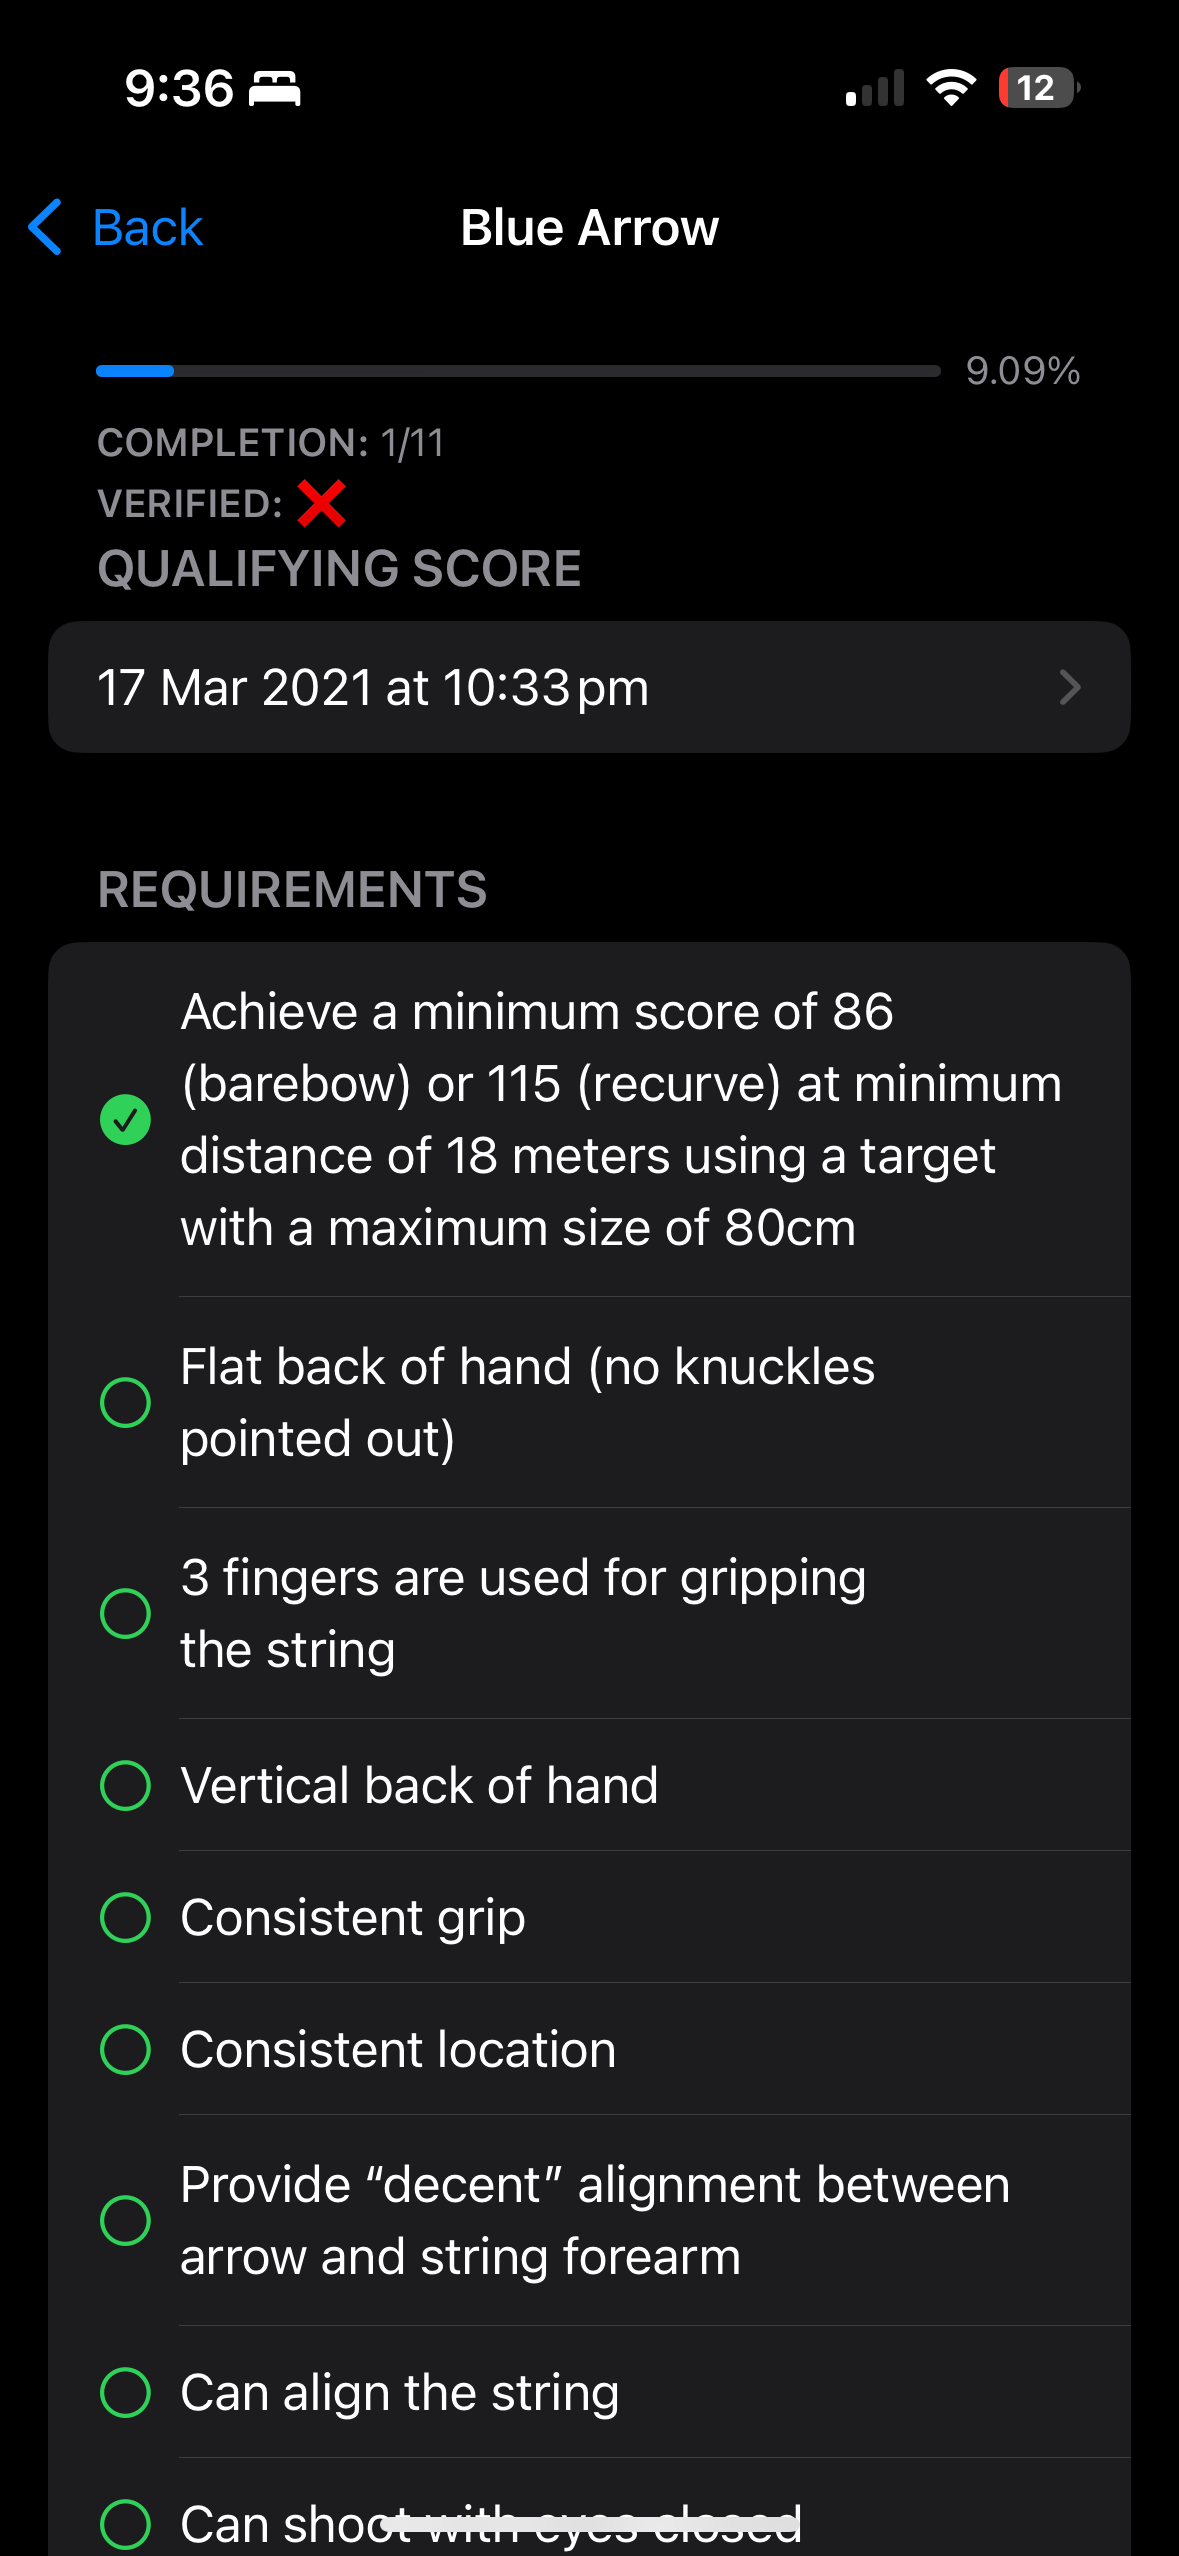 9:36
12
Back
Blue Arrow
9.09%
COMPLETION: 1/11
VERIFIED: ❌
QUALIFYING SCORE
17 Mar 2021 at 10:33 pm
REQUIREMENTS
Achieve a minimum score of 86
(barebow) or 115 (recurve) at minimum
distance of 18 meters using a target
with a maximum size of 80cm
Flat back of hand (no knuckles
pointed out)
3 fingers are used for gripping
the string
Vertical back of hand
Consistent grip
Consistent location
Provide “decent” alignment between
arrow and string forearm
Can align the string
Can shoot with eyes closed